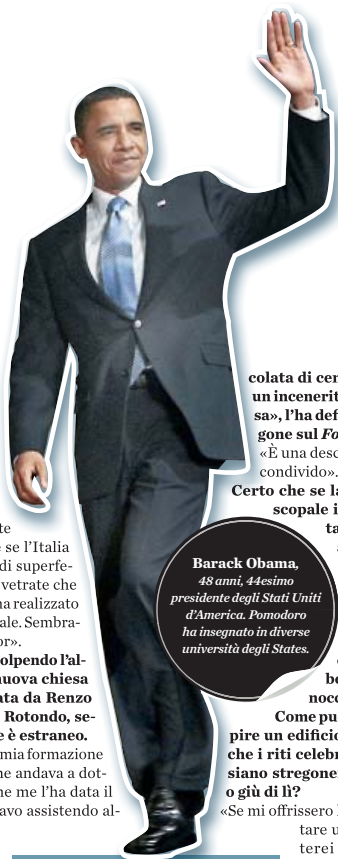 te
e se l'Italia
di superfe-
vetrate che
na realizzato
ale. Sembra-
or».
olpendo l'al-
nuova chiesa
ata da Renzo
Rotondo, se-
e è estraneo.
mia formazione
ne andava a dot-
ne me l'ha data il
avo assistendo al-
Barack Obama,
48 anni, 44esimo
presidente degli Stati Uniti
d'America. Pomodoro
ha insegnato in diverse
università degli States.
colata di cen
un incenerit
sa», l'ha def
gone sul Fo
«È una desc
condivido».
Certo che se la
scopale i
ta
be
nocc
Come pu
pire un edificio
che i riti celebr
siano stregone
o giù di lì?
«Se mi offrissero l
tare u
terei